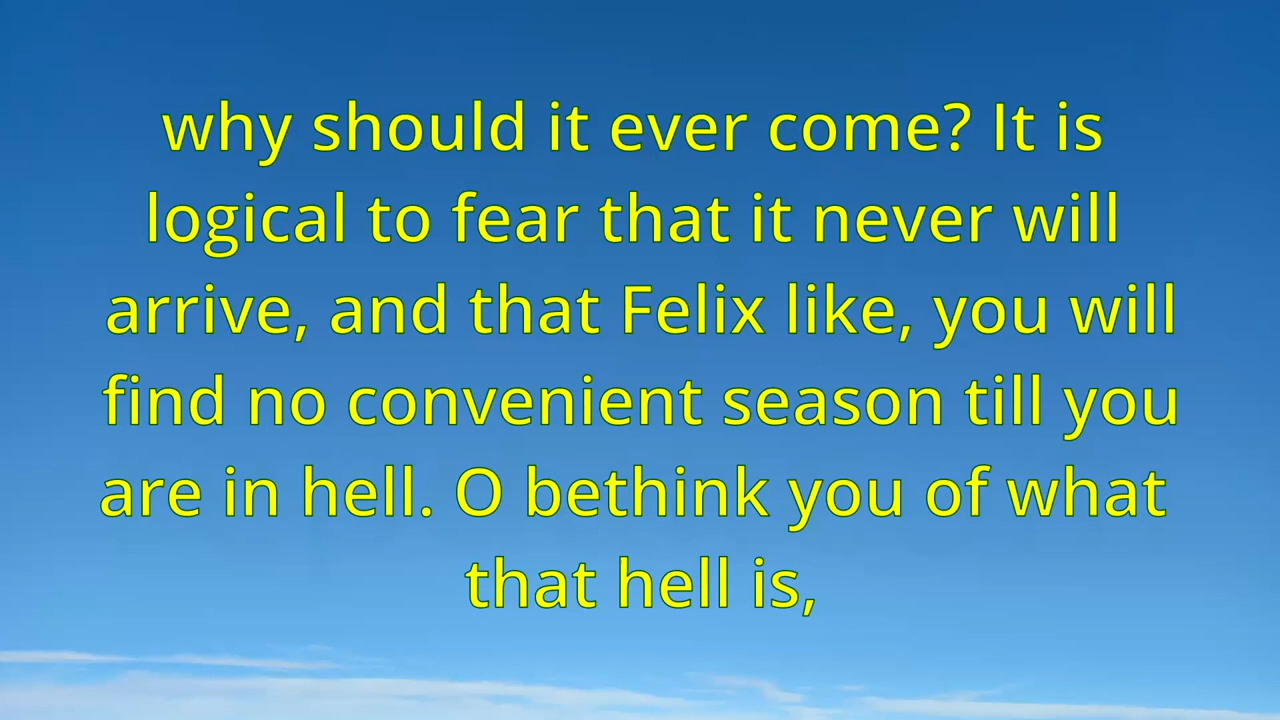 why should it ever come? It is
logical to fear that it never will
arrive, and that Felix like, you will
find no convenient season till you
are in hell. O bethink you of what
that hell is,